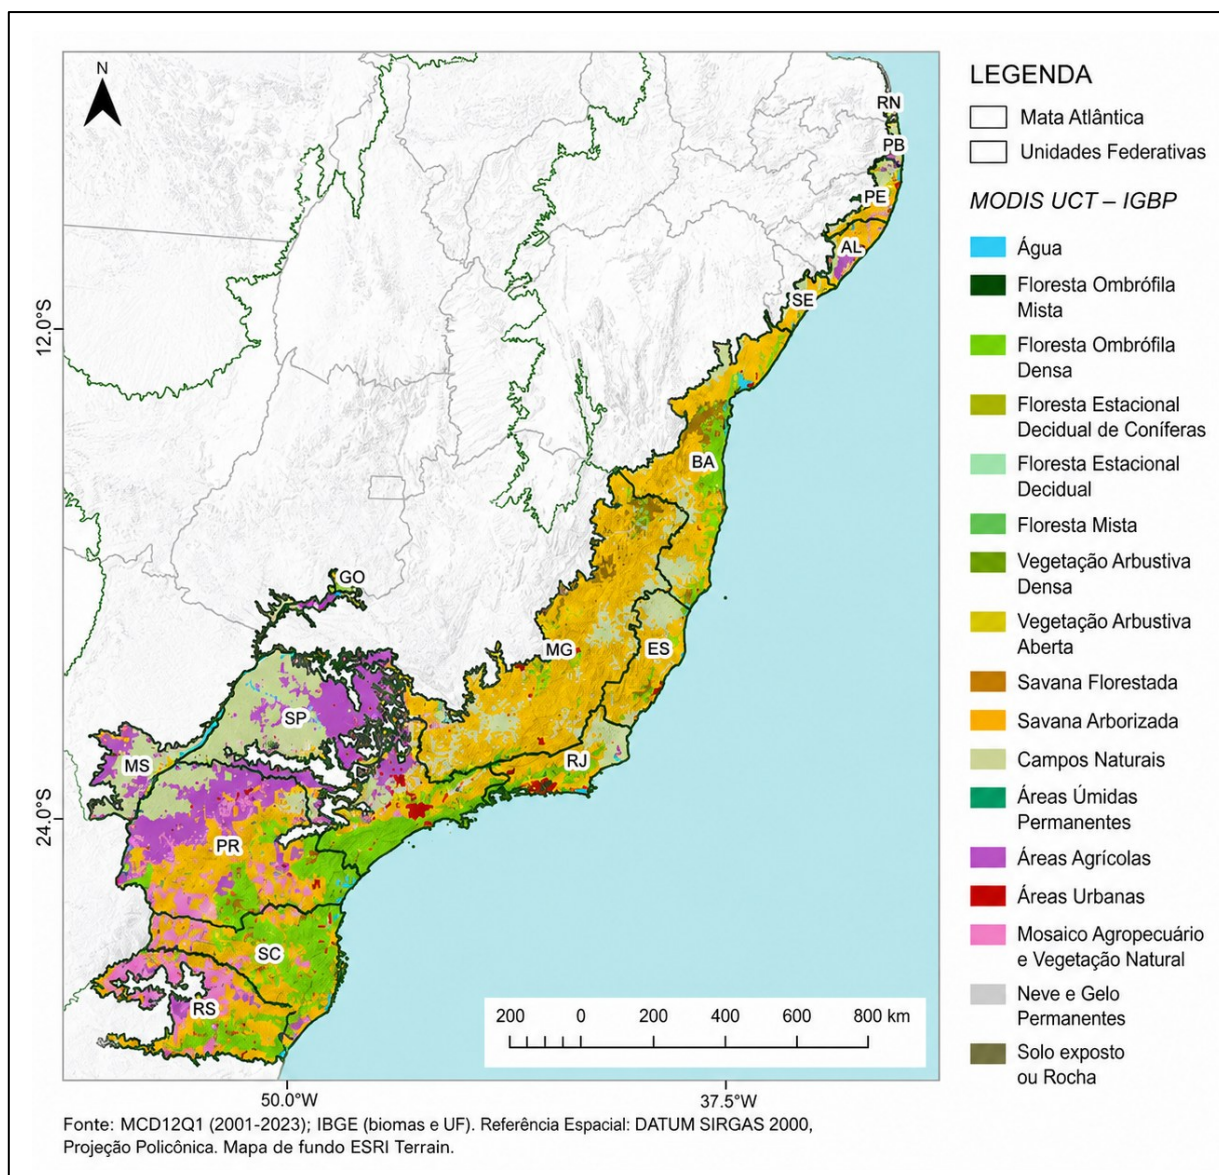 N
RN
PB
PE
AL
SE
BA
GO
MG
ES
SP
RJ
MS
PR
SC
RS
12.0°S
24.0°S
50.0°W
37.5°W
200 0 200 400 600 800 km
LEGENDA
Mata Atlântica
Unidades Federativas
MODIS UCT – IGBP
Água
Floresta Ombrófila
Mista
Floresta Ombrófila
Densa
Floresta Estacional
Decidual de Coníferas
Floresta Estacional
Decidual
Floresta Mista
Vegetação Arbustiva
Densa
Vegetação Arbustiva
Aberta
Savana Florestada
Savana Arborizada
Campos Naturais
Áreas Úmidas
Permanentes
Áreas Agrícolas
Áreas Urbanas
Mosaico Agropecuário
e Vegetação Natural
Neve e Gelo
Permanentes
Solo exposto
ou Rocha
Fonte: MCD12Q1 (2001-2023); IBGE (biomas e UF). Referência Espacial: DATUM SIRGAS 2000,
Projeção Policônica. Mapa de fundo ESRI Terrain.